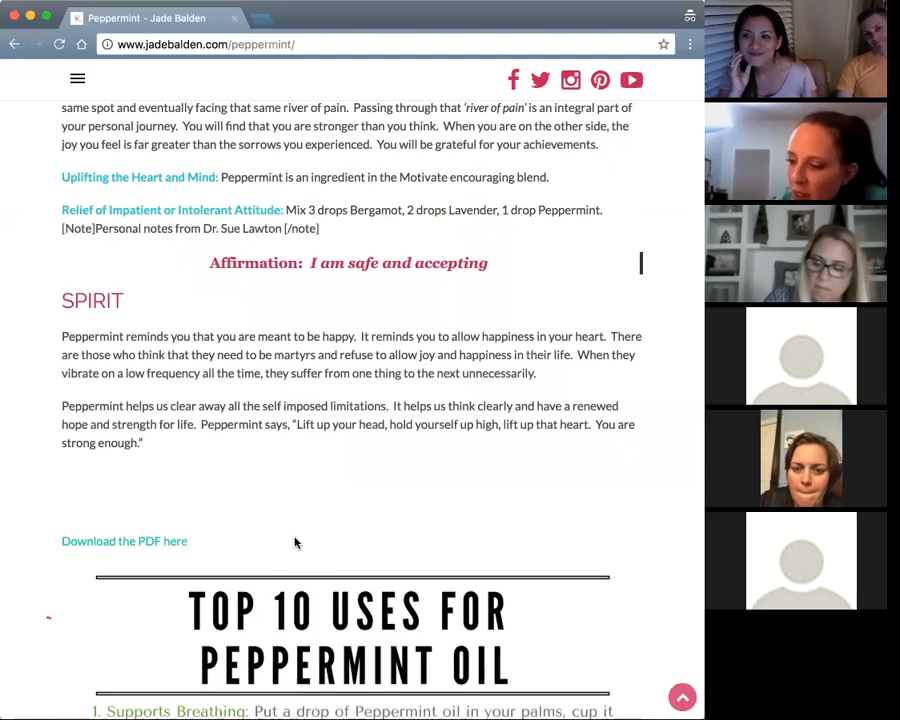 Peppermint - Jade Balden
www.jadebalden.com/peppermint/
same spot and eventually facing that same river of pain. Passing through that 'river of pain' is an integral part of
your personal journey. You will find that you are stronger than you think. When you are on the other side, the
joy you feel is far greater than the sorrows you experienced. You will be grateful for your achievements.
Uplifting the Heart and Mind: Peppermint is an ingredient in the Motivate encouraging blend.
Relief of Impatient or Intolerant Attitude: Mix 3 drops Bergamot, 2 drops Lavender, 1 drop Peppermint.
[Note]Personal notes from Dr. Sue Lawton [/note]
Affirmation: I am safe and accepting
SPIRIT
Peppermint reminds you that you are meant to be happy. It reminds you to allow happiness in your heart. There
are those who think that they need to be martyrs and refuse to allow joy and happiness in their life. When they
vibrate on a low frequency all the time, they suffer from one thing to the next unnecessarily.
Peppermint helps us clear away all the self imposed limitations. It helps us think clearly and have a renewed
hope and strength for life. Peppermint says, "Lift up your head, hold yourself up high, lift up that heart. You are
strong enough."
Download the PDF here
TOP 10 USES FOR
PEPPERMINT OIL
1. Supports Breathing: Put a drop of Peppermint oil in your palms, cup it